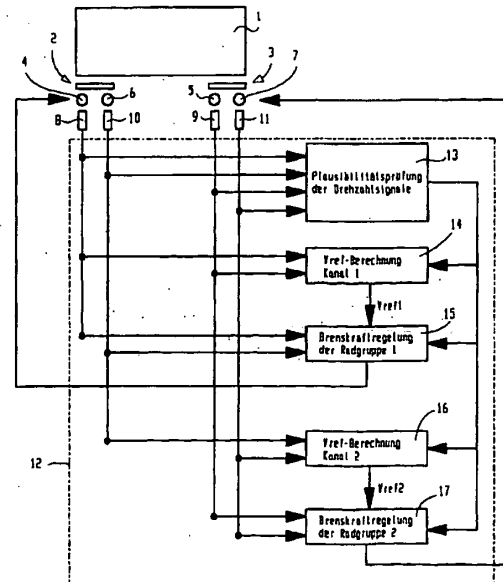 1
2
3
4
6
5
7
8
10
9
11
13
Plausibilitätsprüfung
der Drehzahlsignale
14
Vref-Berechnung
Kanal 1
Vref1
15
Bremskraftregelung
der Radgruppe 1
16
Vref-Berechnung
Kanal 2
12
Vref2
17
Bremskraftregelung
der Radgruppe 2